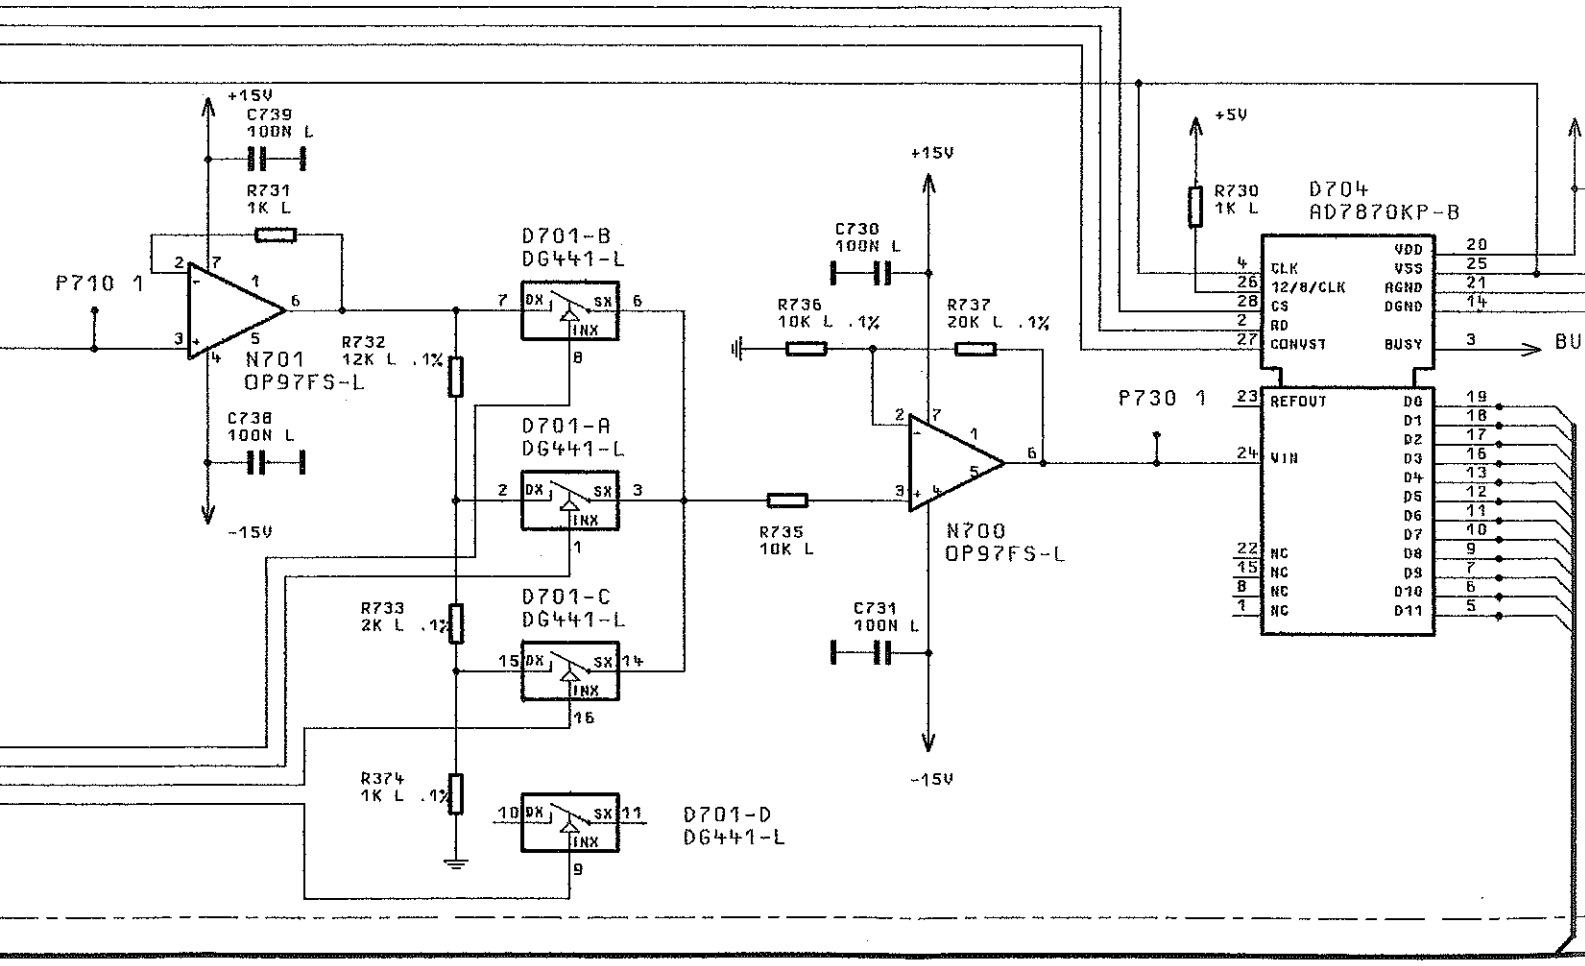 +15V
C739
100N L
R731
1K L
2
7
-
1
P710 1
6
3
+
4
5
N701
OP97FS-L
C738
100N L
-15V
R732
12K L .1%
D701-B
DG441-L
7
DX
SX
6
INX
8
D701-A
DG441-L
2
DX
SX
3
INX
1
R733
2K L .1%
D701-C
DG441-L
15
DX
SX
14
INX
16
R374
1K L .1%
10
DX
SX
11
INX
9
D701-D
DG441-L
+15V
C730
100N L
R736
10K L .1%
R737
20K L .1%
2
7
-
1
5
6
3
+
4
R735
10K L
N700
OP97FS-L
C731
100N L
-15V
P730 1
+5V
R730
1K L
D704
AD7870KP-B
4 CLK
26 12/8/CLK
28 CS
2 RD
27 CONVST
VDD 20
VSS 25
AGND 21
DGND 14
BUSY 3
BU
23 REFOUT
24 VIN
22 NC
15 NC
8 NC
1 NC
D0 19
D1 18
D2 17
D3 16
D4 13
D5 12
D6 11
D7 10
D8 9
D9 7
D10 6
D11 5